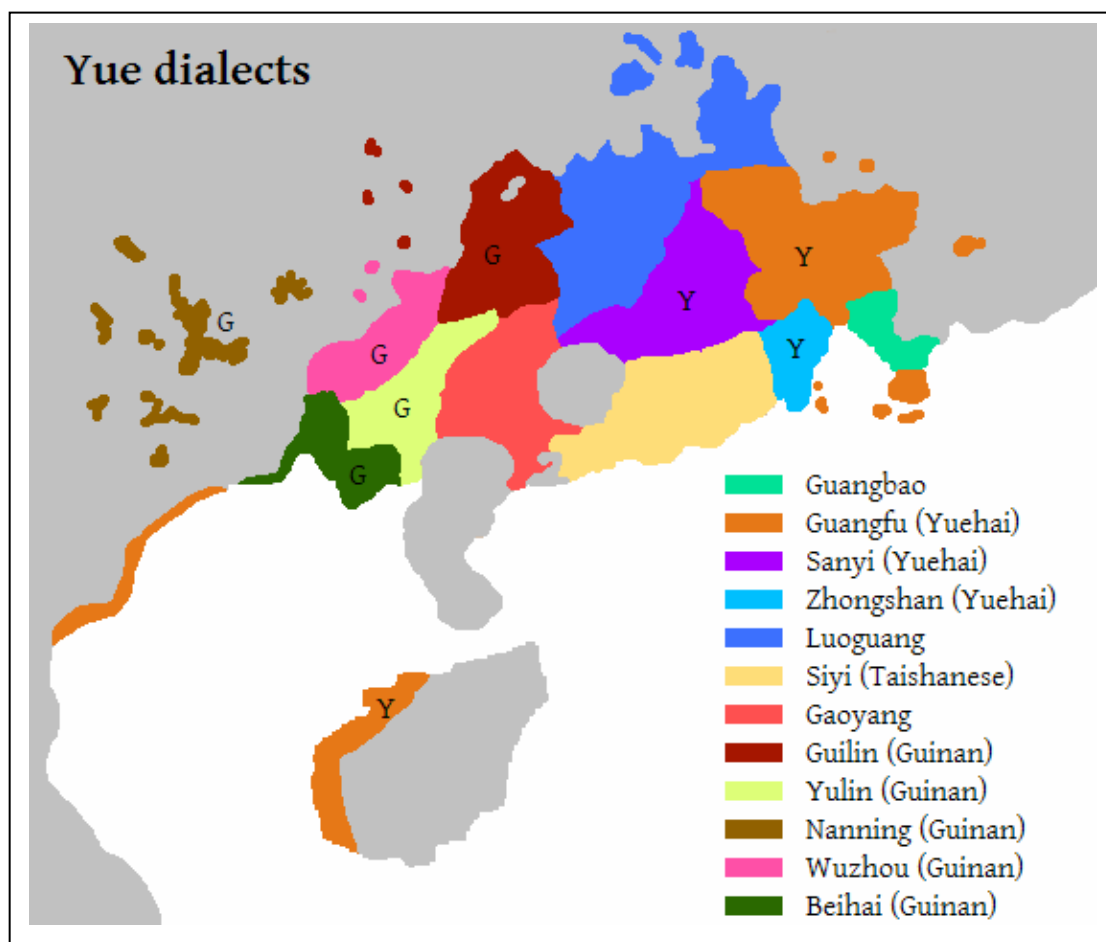 Yue dialects
G
Y
G
Y
G
G
Y
G
G
Y
Guangbao
Guangfu (Yuehai)
Sanyi (Yuehai)
Zhongshan (Yuehai)
Luoguang
Siyi (Taishanese)
Gaoyang
Guilin (Guinan)
Yulin (Guinan)
Nanning (Guinan)
Wuzhou (Guinan)
Beihai (Guinan)